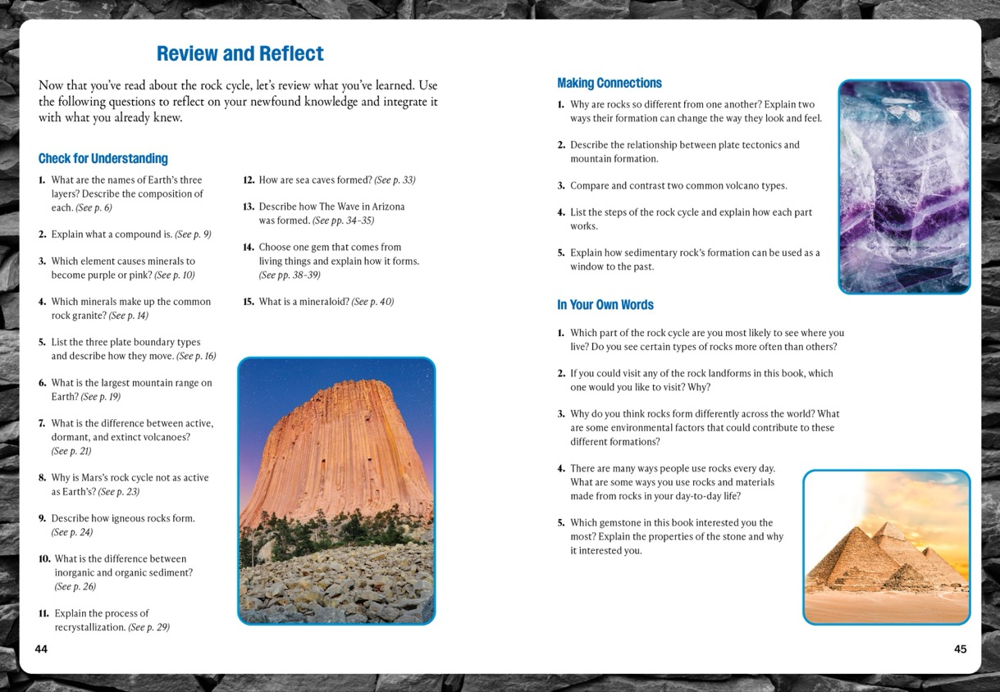 Review and Reflect
Now that you’ve read about the rock cycle, let’s review what you’ve learned. Use
the following questions to reflect on your newfound knowledge and integrate it
with what you already knew.
Check for Understanding
1. What are the names of Earth’s three
layers? Describe the composition of
each. (See p. 6)
2. Explain what a compound is. (See p. 9)
3. Which element causes minerals to
become purple or pink? (See p. 10)
4. Which minerals make up the common
rock granite? (See p. 14)
5. List the three plate boundary types
and describe how they move. (See p. 16)
6. What is the largest mountain range on
Earth? (See p. 19)
7. What is the difference between active,
dormant, and extinct volcanoes?
(See p. 21)
8. Why is Mars’s rock cycle not as active
as Earth’s? (See p. 23)
9. Describe how igneous rocks form.
(See p. 24)
10. What is the difference between
inorganic and organic sediment?
(See p. 26)
11. Explain the process of
recrystallization. (See p. 29)
12. How are sea caves formed? (See p. 33)
13. Describe how The Wave in Arizona
was formed. (See pp. 34–35)
14. Choose one gem that comes from
living things and explain how it forms.
(See pp. 38–39)
15. What is a mineraloid? (See p. 40)
44
Making Connections
1. Why are rocks so different from one another? Explain two
ways their formation can change the way they look and feel.
2. Describe the relationship between plate tectonics and
mountain formation.
3. Compare and contrast two common volcano types.
4. List the steps of the rock cycle and explain how each part
works.
5. Explain how sedimentary rock’s formation can be used as a
window to the past.
In Your Own Words
1. Which part of the rock cycle are you most likely to see where you
live? Do you see certain types of rocks more often than others?
2. If you could visit any of the rock landforms in this book, which
one would you like to visit? Why?
3. Why do you think rocks form differently across the world? What
are some environmental factors that could contribute to these
different formations?
4. There are many ways people use rocks every day.
What are some ways you use rocks and materials
made from rocks in your day-to-day life?
5. Which gemstone in this book interested you the
most? Explain the properties of the stone and why
it interested you.
45